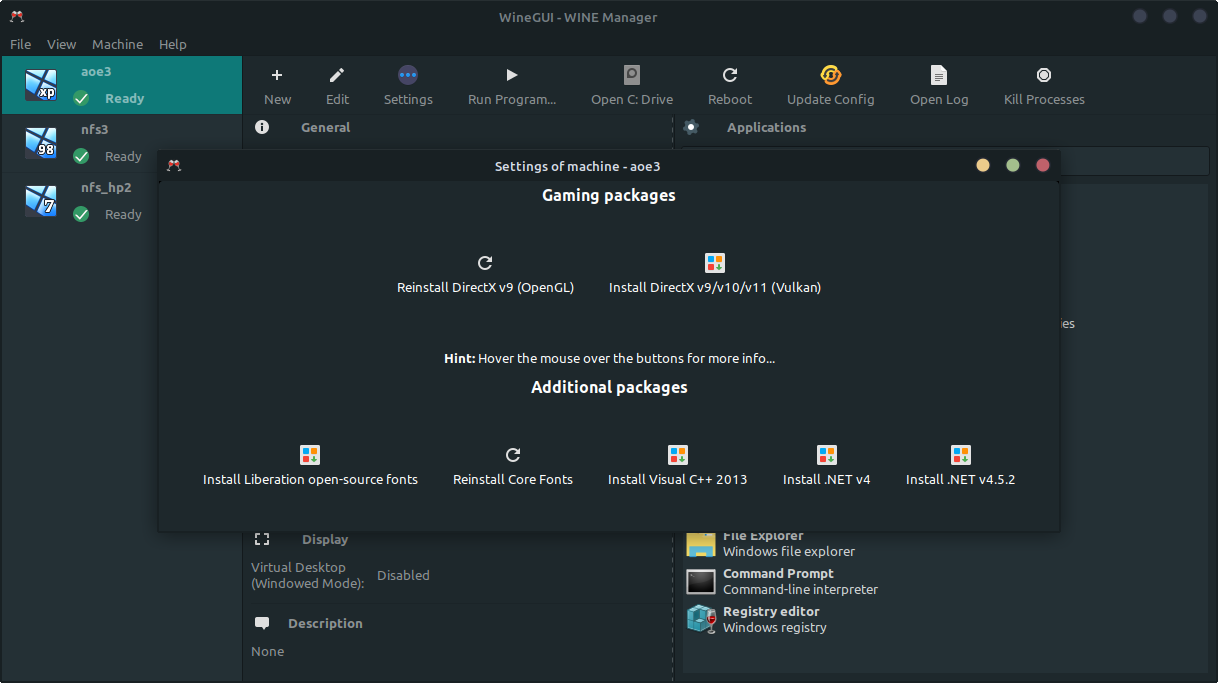 WineGUI - WINE Manager
File View Machine Help
aoe3
Ready
nfs3
Ready
nfs_hp2
Ready
xp
98
7
New Edit Settings Run Program... Open C: Drive Reboot Update Config Open Log Kill Processes
General
Applications
Settings of machine - aoe3
Gaming packages
Reinstall DirectX v9 (OpenGL) Install DirectX v9/v10/v11 (Vulkan)
Hint: Hover the mouse over the buttons for more info...
Additional packages
Install Liberation open-source fonts Reinstall Core Fonts Install Visual C++ 2013 Install .NET v4 Install .NET v4.5.2
Display
Virtual Desktop
(Windowed Mode): Disabled
Description
None
File Explorer
Windows file explorer
Command Prompt
Command-line interpreter
Registry editor
Windows registry